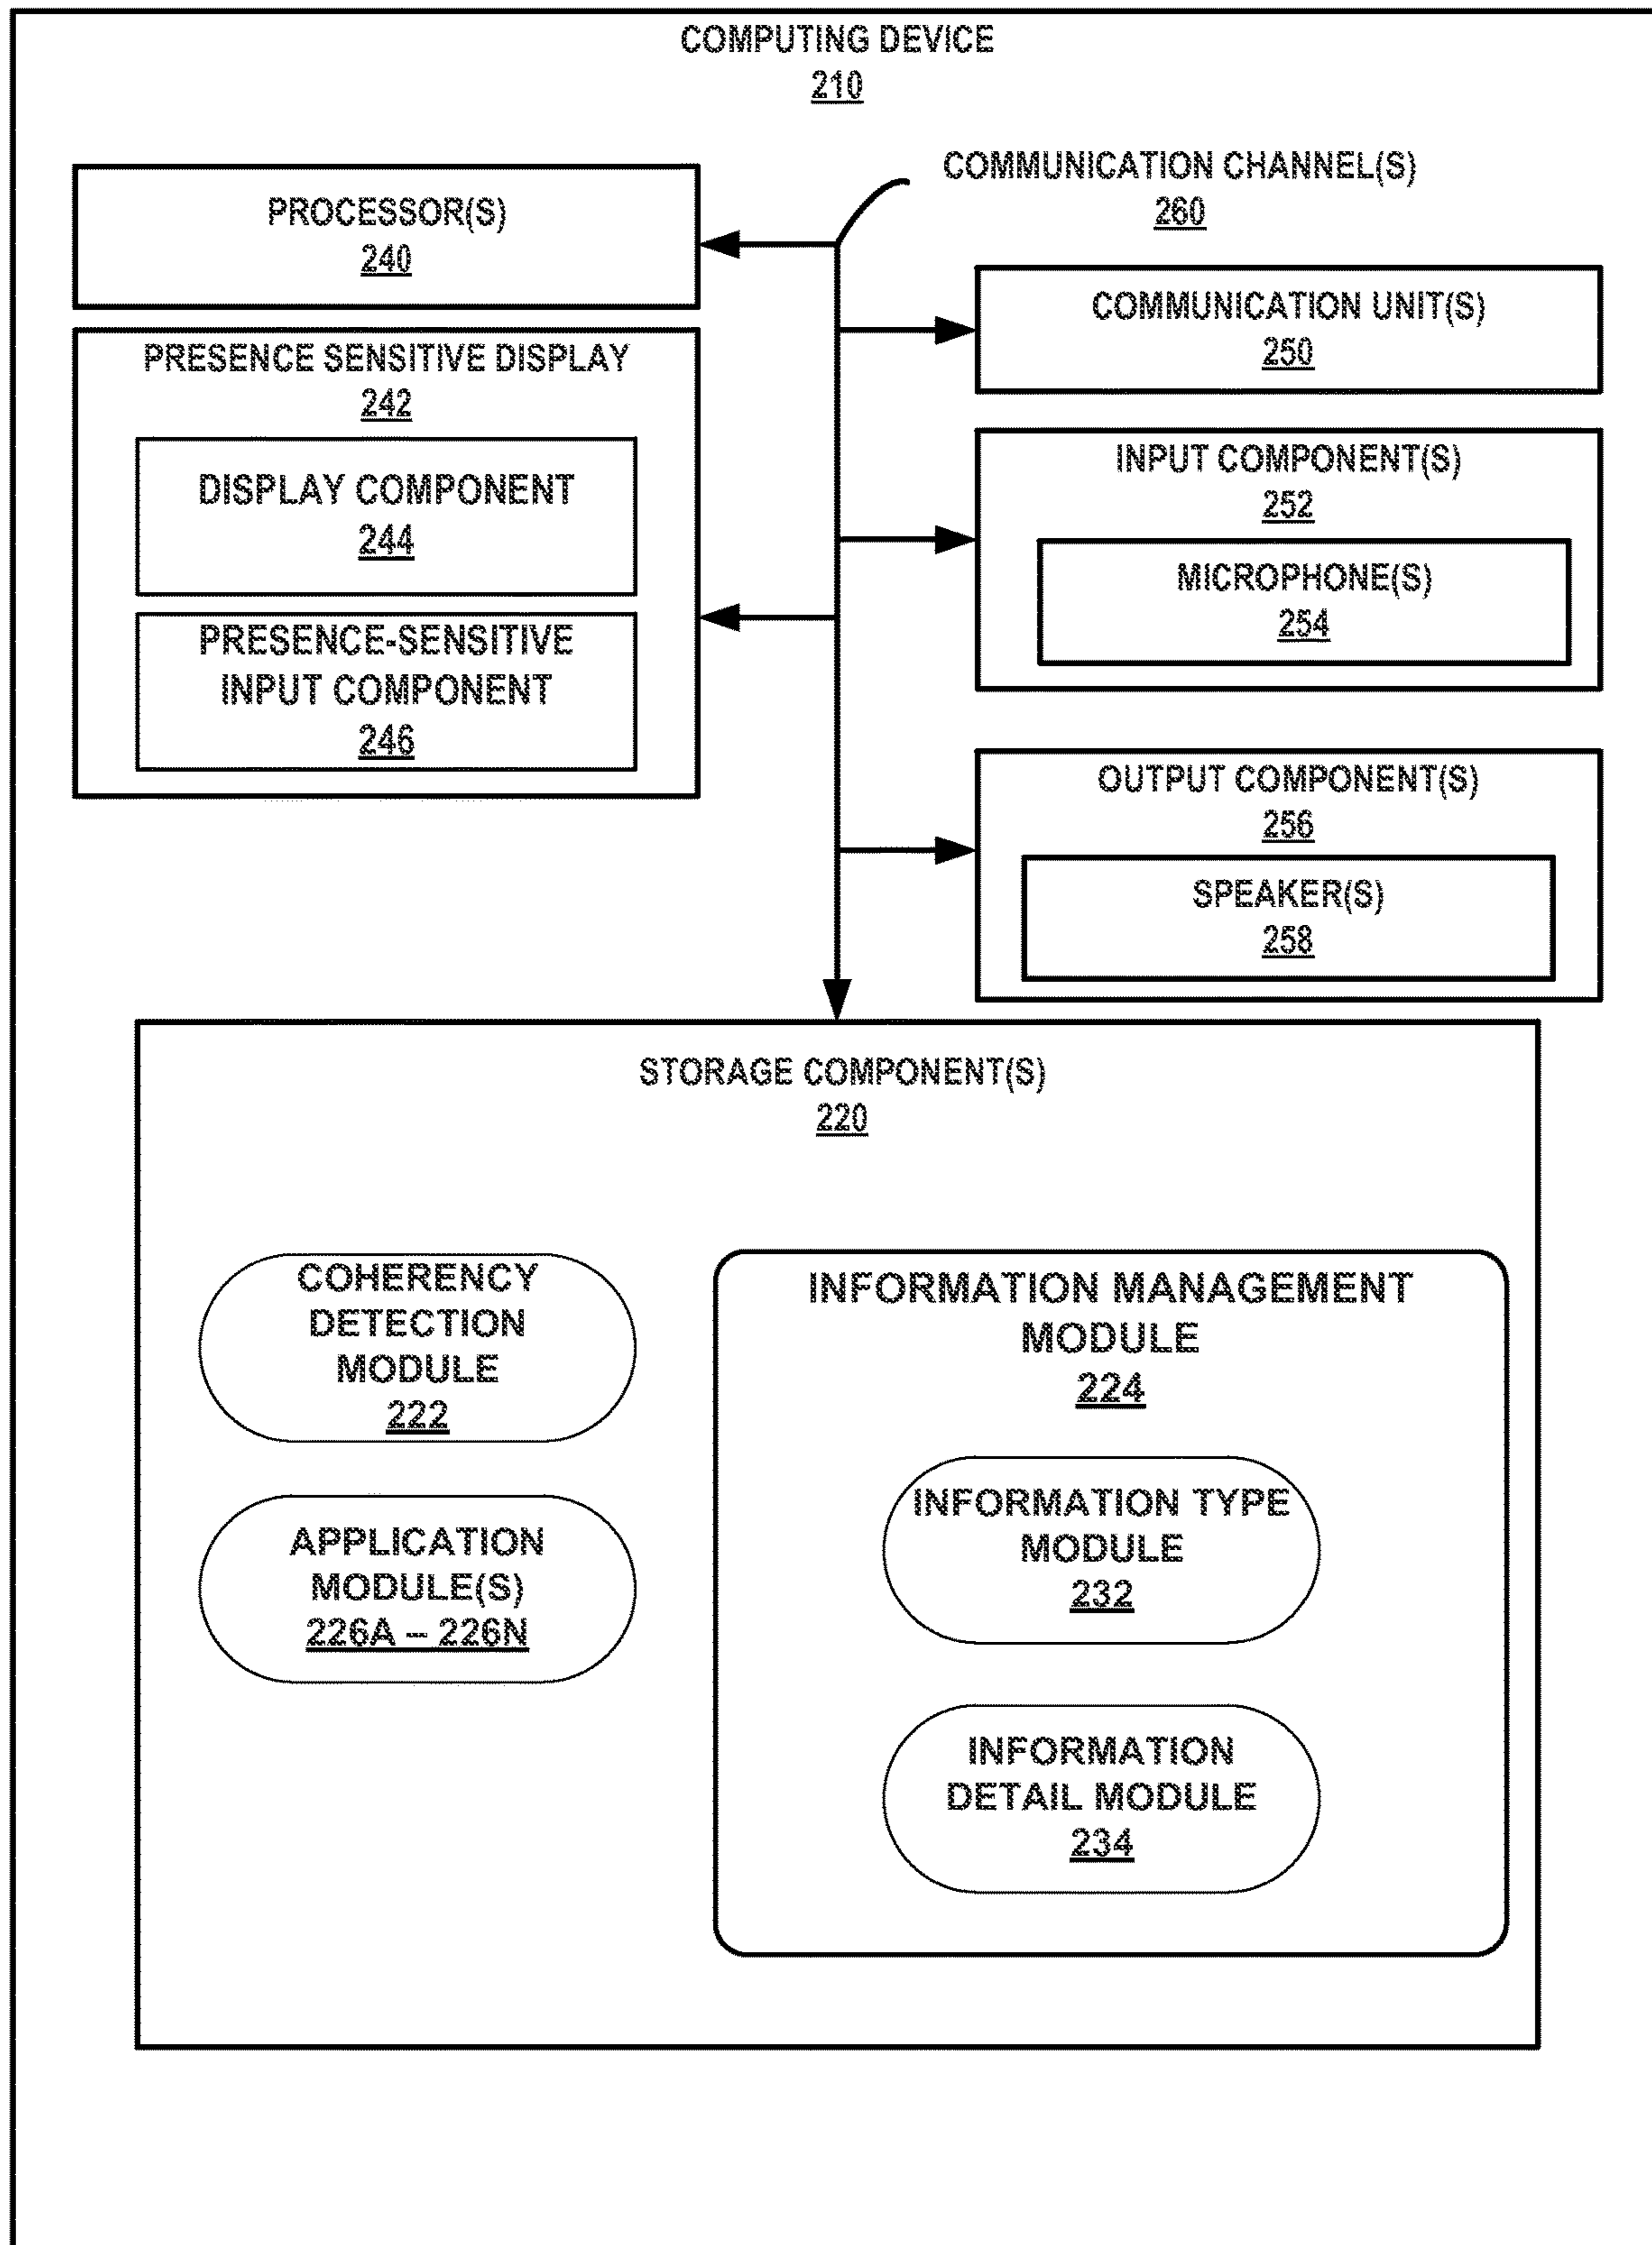 COMPUTING DEVICE
210
COMMUNICATION CHANNEL(S)
260
PROCESSOR(S)
240
COMMUNICATION UNIT(S)
250
PRESENCE SENSITIVE DISPLAY
242
DISPLAY COMPONENT
244
PRESENCE-SENSITIVE
INPUT COMPONENT
246
INPUT COMPONENT(S)
252
MICROPHONE(S)
254
OUTPUT COMPONENT(S)
256
SPEAKER(S)
258
STORAGE COMPONENT(S)
220
COHERENCY
DETECTION
MODULE
222
APPLICATION
MODULE(S)
226A – 226N
INFORMATION MANAGEMENT
MODULE
224
INFORMATION TYPE
MODULE
232
INFORMATION
DETAIL MODULE
234